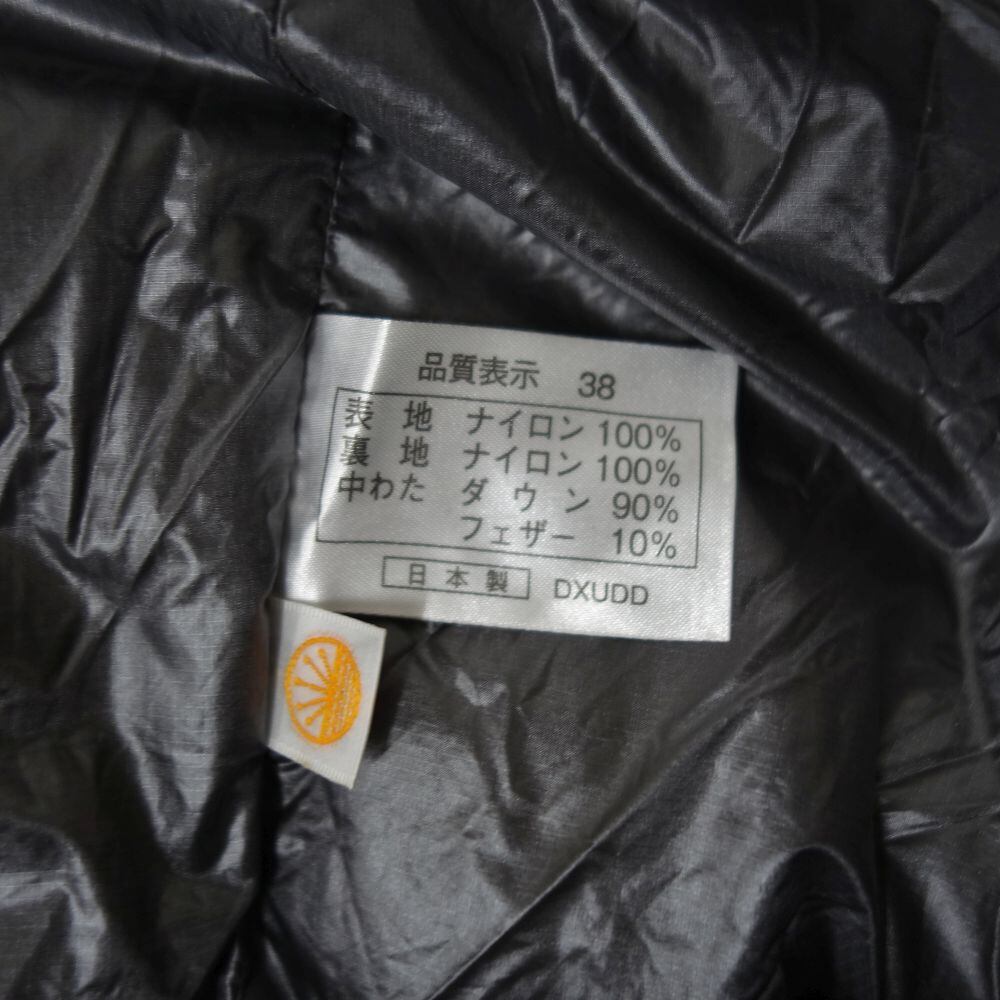 品質表示 38
表地 ナイロン 100%
裏地 ナイロン 100%
中わた ダウン 90%
フェザー 10%
日本製 DXUDD